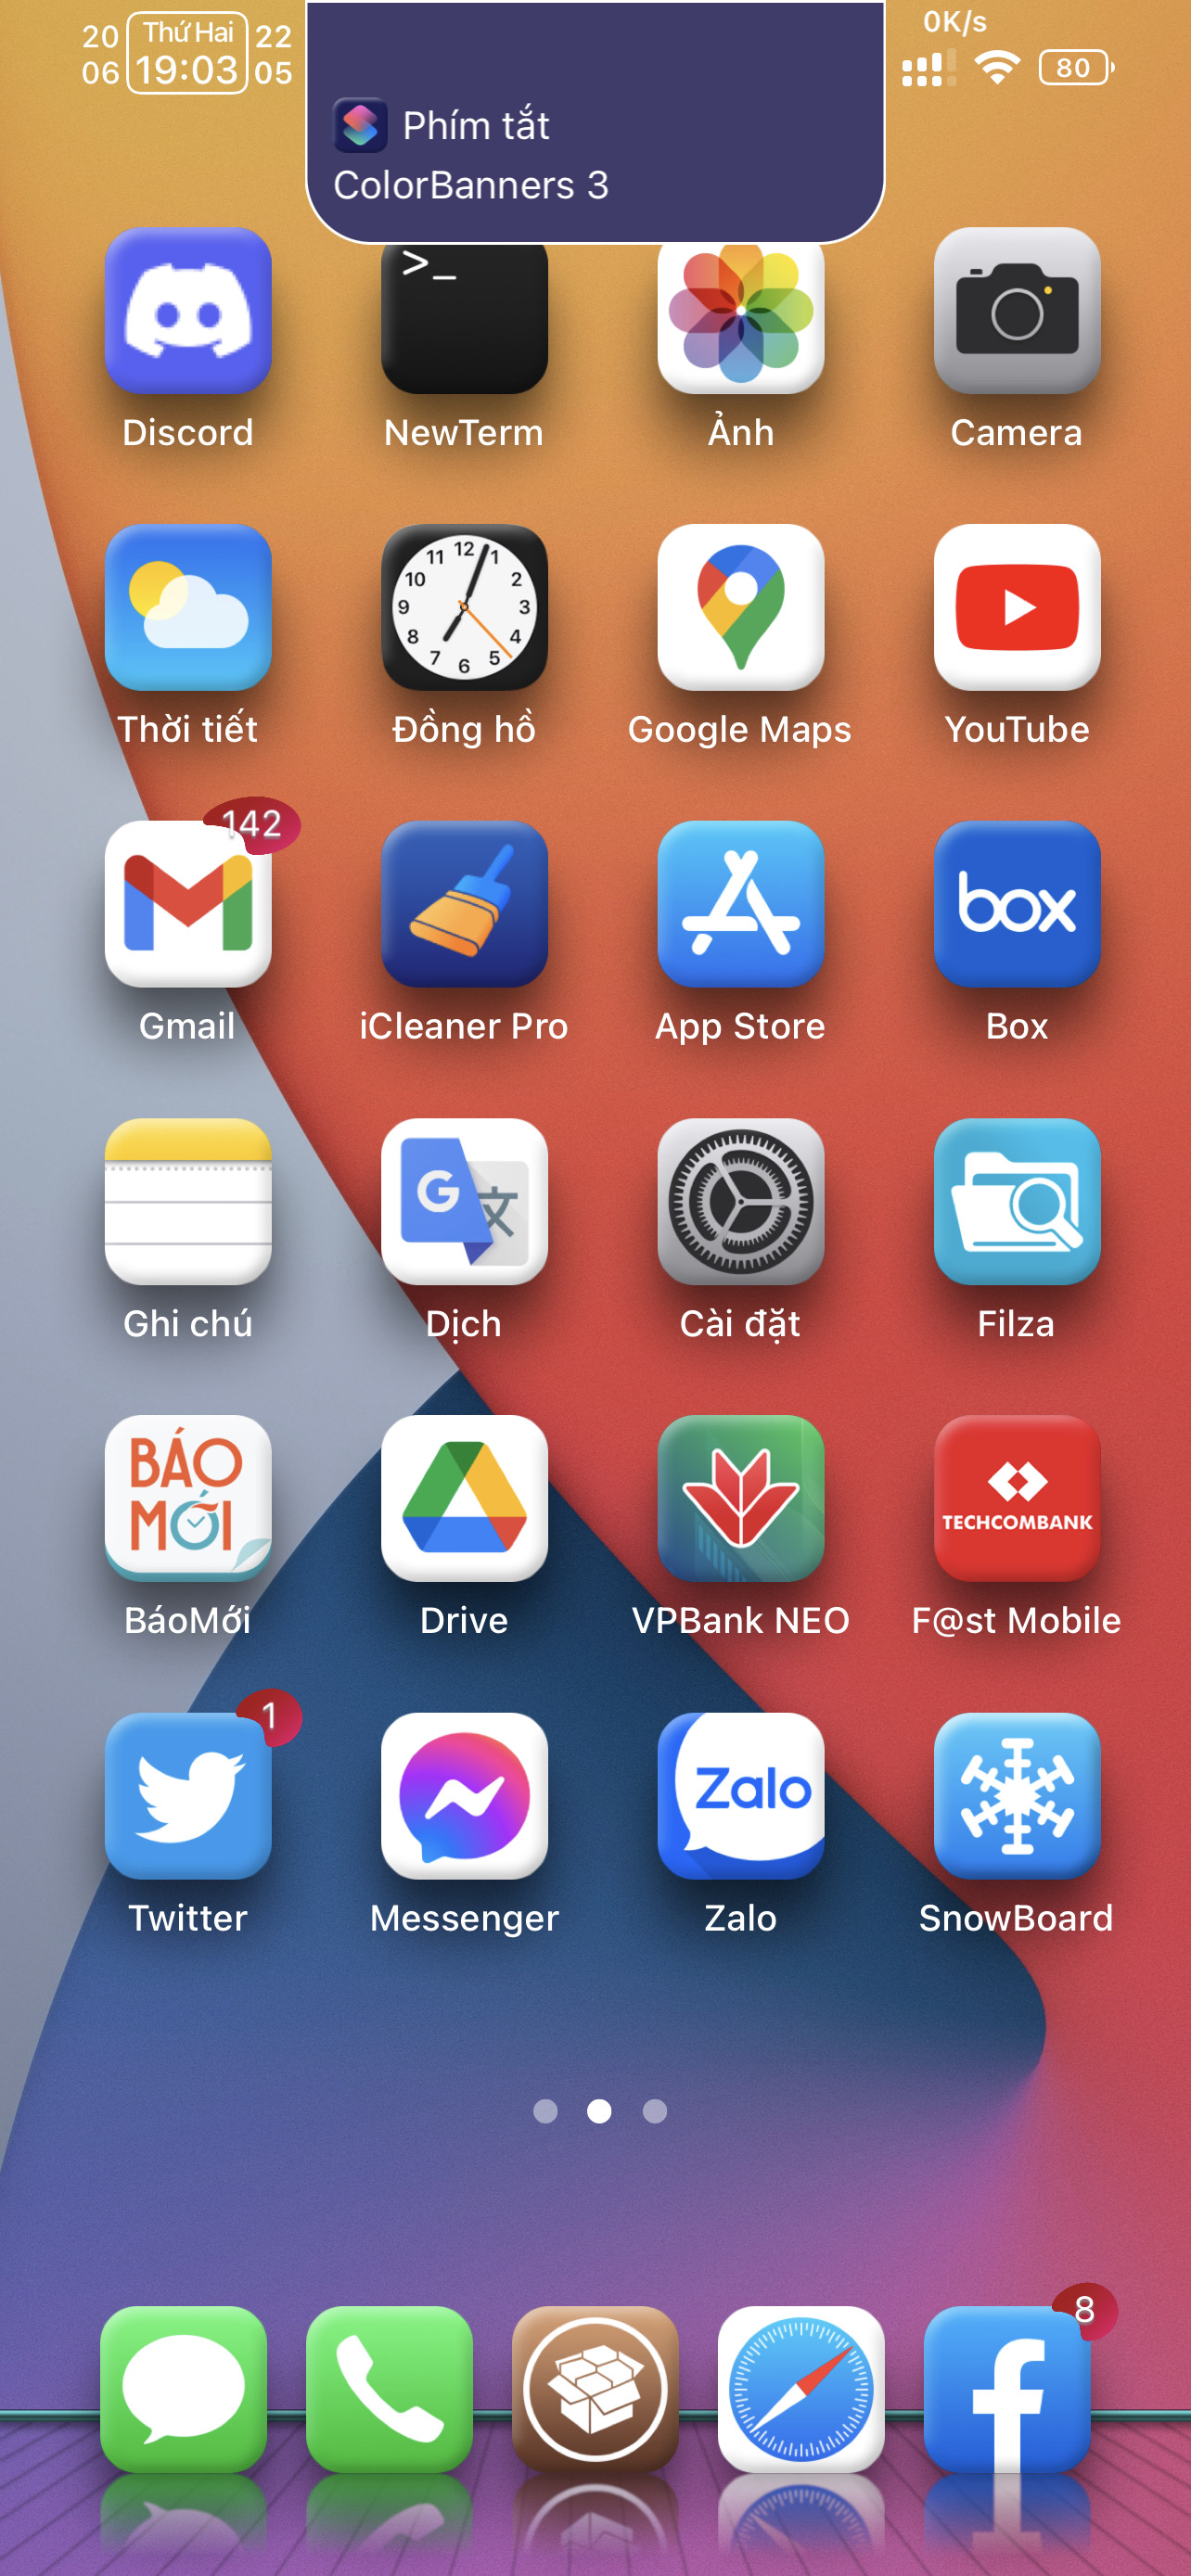 20 Thứ Hai 22
06 19:03 05
0K/s
80
Phím tắt
ColorBanners 3
>_
Discord NewTerm Ảnh Camera
12
11 1
10 2
9 3
8 4
7 5
6
Thời tiết Đồng hồ Google Maps YouTube
142
box
Gmail iCleaner Pro App Store Box
G 文
Ghi chú Dịch Cài đặt Filza
BÁO
MỚI
TECHCOMBANK
BáoMới Drive VPBank NEO F@st Mobile
1
Zalo
Twitter Messenger Zalo SnowBoard
8